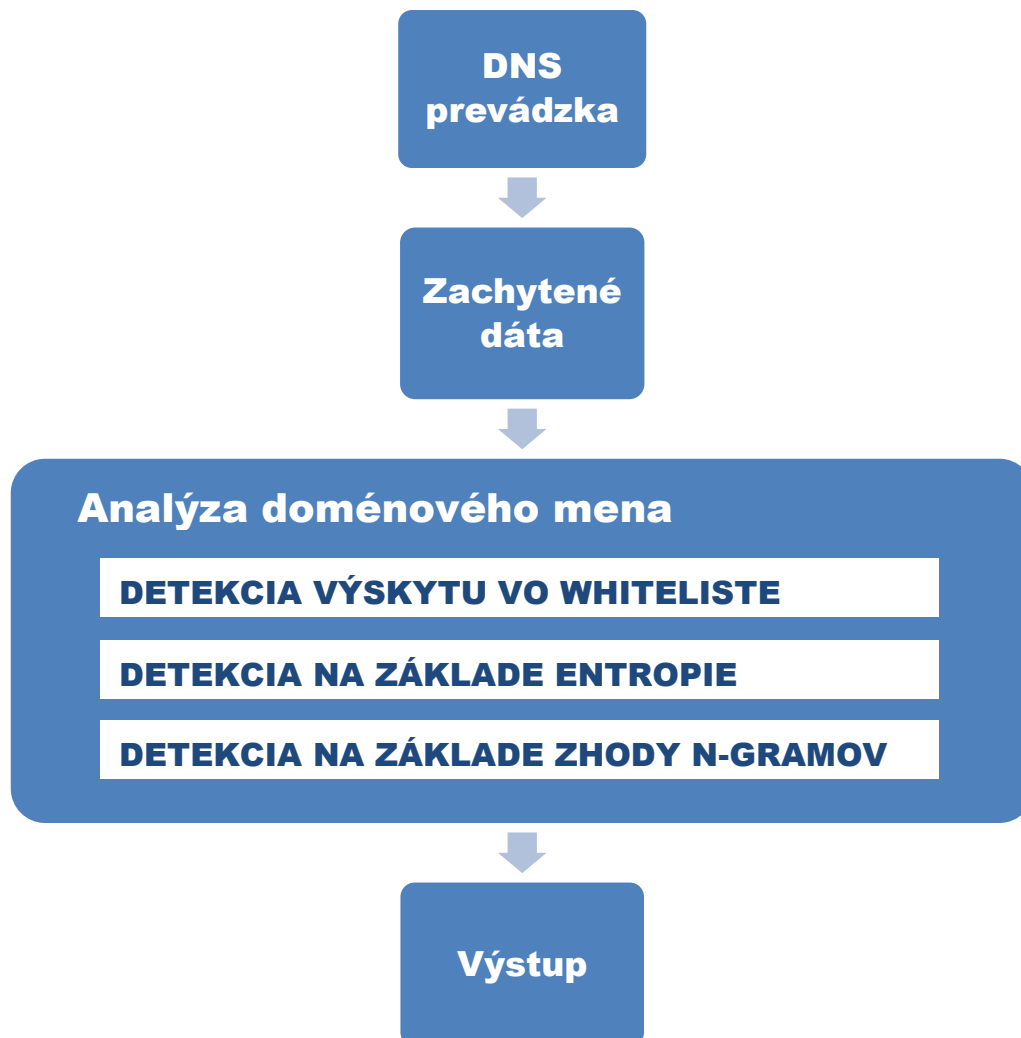 DNS
prevádzka
Zachytené
dáta
Analýza doménového mena
DETEKCIA VÝSKYTU VO WHITELISTE
DETEKCIA NA ZÁKLADE ENTROPIE
DETEKCIA NA ZÁKLADE ZHODY N-GRAMOV
Výstup